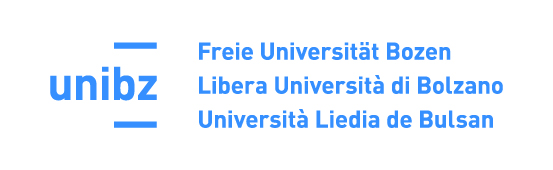 unibz
Freie Universität Bozen
Libera Università di Bolzano
Università Liedia de Bulsan